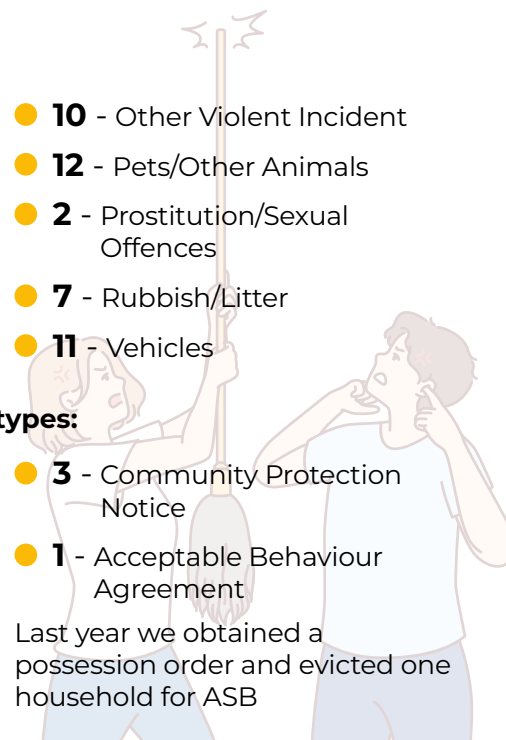 10 - Other Violent Incident
12 - Pets/Other Animals
2 - Prostitution/Sexual
Offences
7 - Rubbish/Litter
11 - Vehicles
types:
3 - Community Protection
Notice
1 - Acceptable Behaviour
Agreement
Last year we obtained a
possession order and evicted one
household for ASB